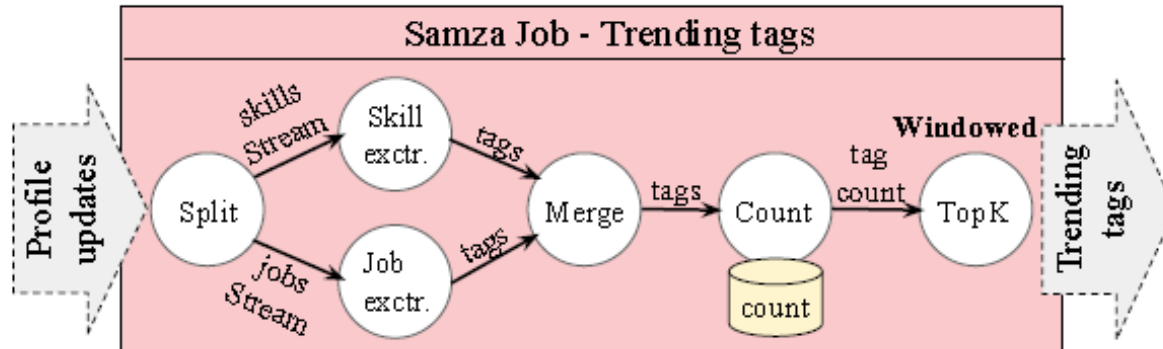 Samza Job - Trending tags
Profile
updates
Split
skills
Stream
jobs
Stream
Skill
exctr.
Job
exctr.
tags
tags
Merge
tags
Count
count
tag
count
Windowed
TopK
Trending
tags